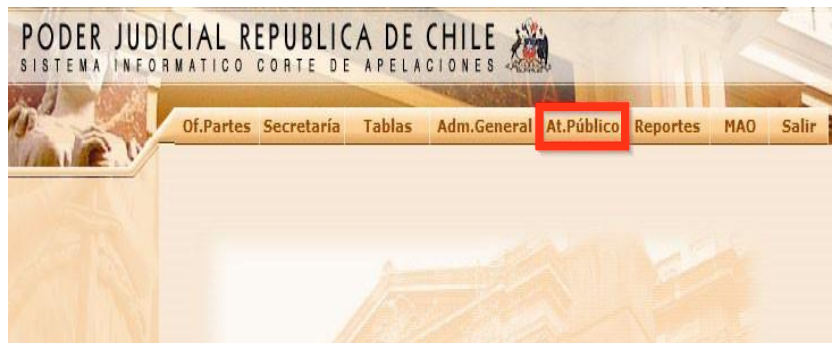 PODER JUDICIAL REPUBLICA DE CHILE
SISTEMA INFORMATICO CORTE DE APELACIONES
Of.Partes Secretaría Tablas Adm.General At.Público Reportes MAO Salir